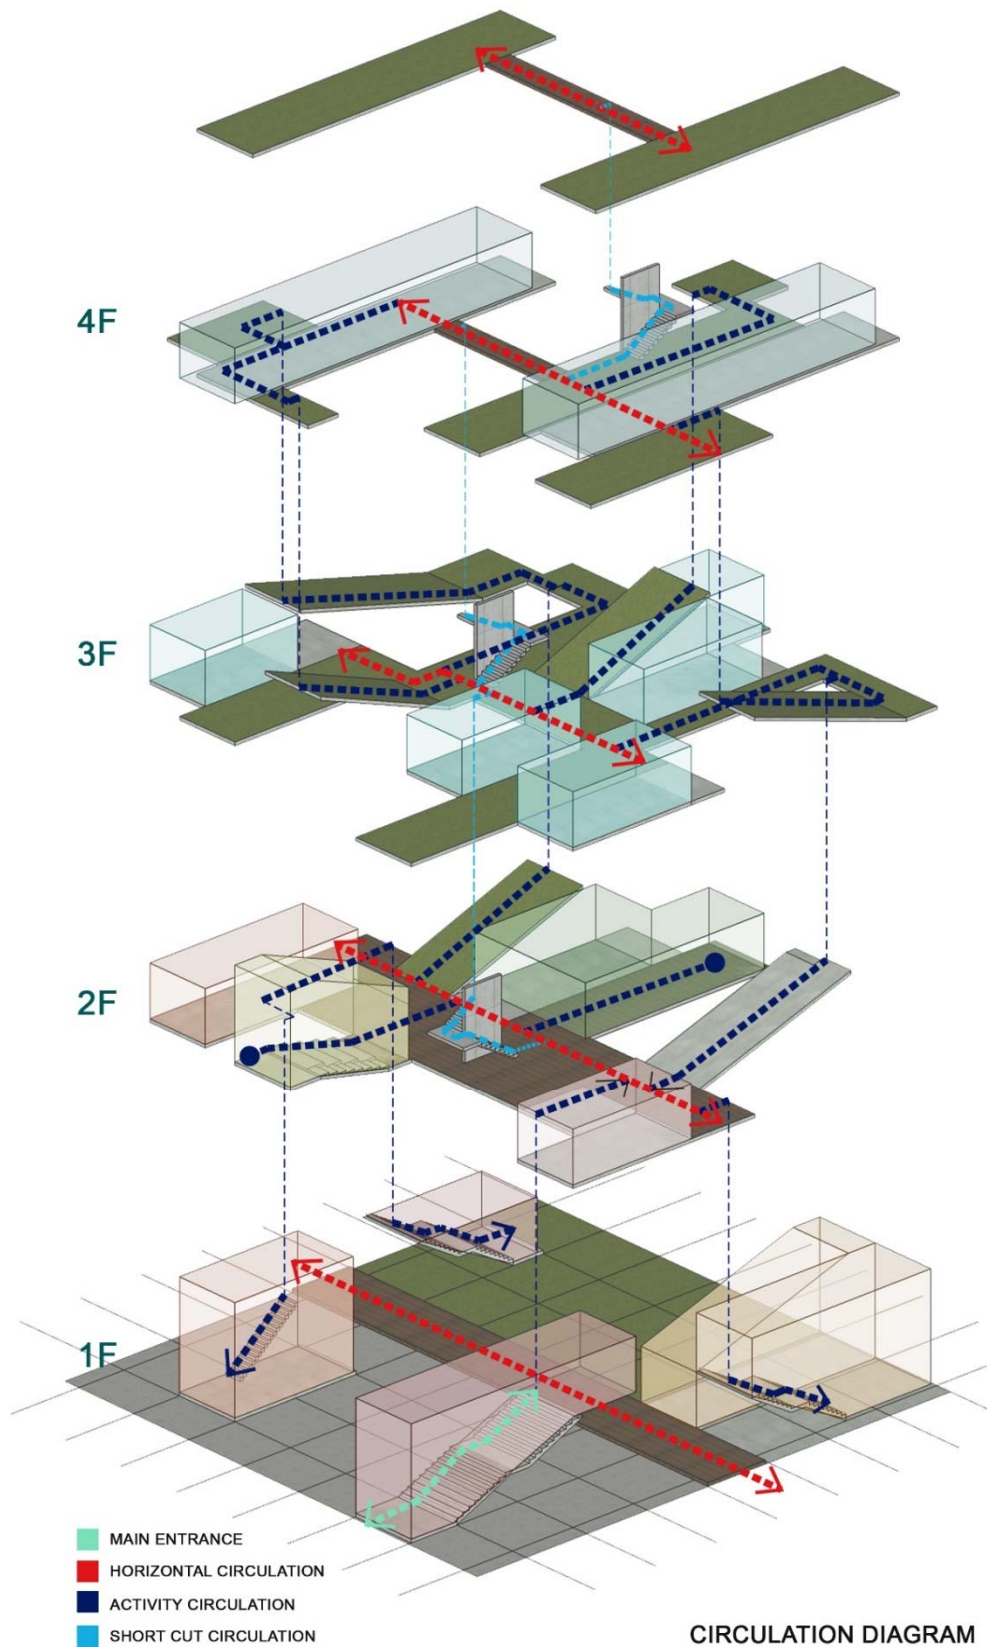 4F
3F
2F
1F
MAIN ENTRANCE
HORIZONTAL CIRCULATION
ACTIVITY CIRCULATION
SHORT CUT CIRCULATION
CIRCULATION DIAGRAM